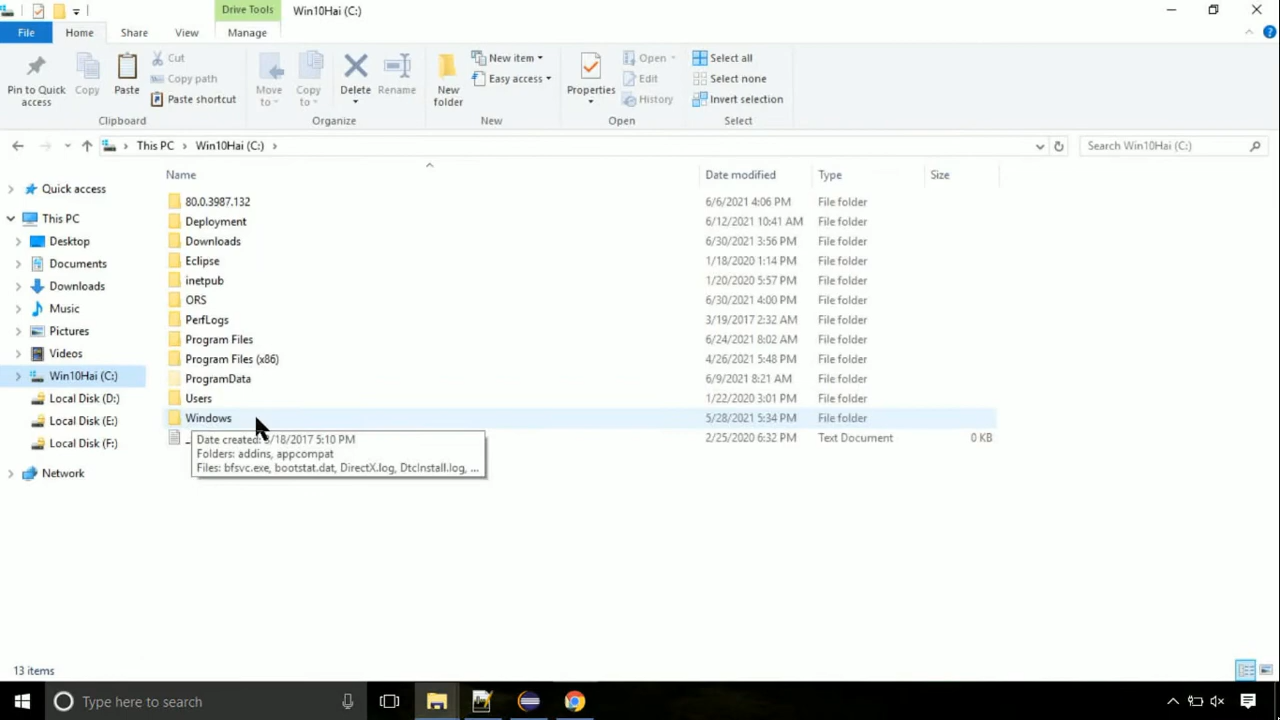 Drive Tools
Win10Hai (C:)
File
Home
Share
View
Manage
Pin to Quick access
Copy
Paste
Cut
Copy path
Paste shortcut
Clipboard
Move to
Copy to
Delete
Rename
Organize
New folder
New item
Easy access
New
Properties
Open
Edit
History
Open
Select all
Select none
Invert selection
Select
This PC
Win10Hai (C:)
Search Win10Hai (C:)
Quick access
This PC
Desktop
Documents
Downloads
Music
Pictures
Videos
Win10Hai (C:)
Local Disk (D:)
Local Disk (E:)
Local Disk (F:)
Network
Name Date modified Type Size
80.0.3987.132 6/6/2021 4:06 PM File folder
Deployment 6/12/2021 10:41 AM File folder
Downloads 6/30/2021 3:56 PM File folder
Eclipse 1/18/2020 1:14 PM File folder
inetpub 1/20/2020 5:57 PM File folder
ORS 6/30/2021 4:00 PM File folder
PerfLogs 3/19/2017 2:32 AM File folder
Program Files 6/24/2021 8:02 AM File folder
Program Files (x86) 4/26/2021 5:48 PM File folder
ProgramData 6/9/2021 8:21 AM File folder
Users 1/22/2020 3:01 PM File folder
Windows 5/28/2021 5:34 PM File folder
2/25/2020 6:32 PM Text Document 0 KB
Date created: /18/2017 5:10 PM
Folders: addins, appcompat
Files: bfsvc.exe, bootstat.dat, DirectX.log, DtcInstall.log, ...
13 items
Type here to search